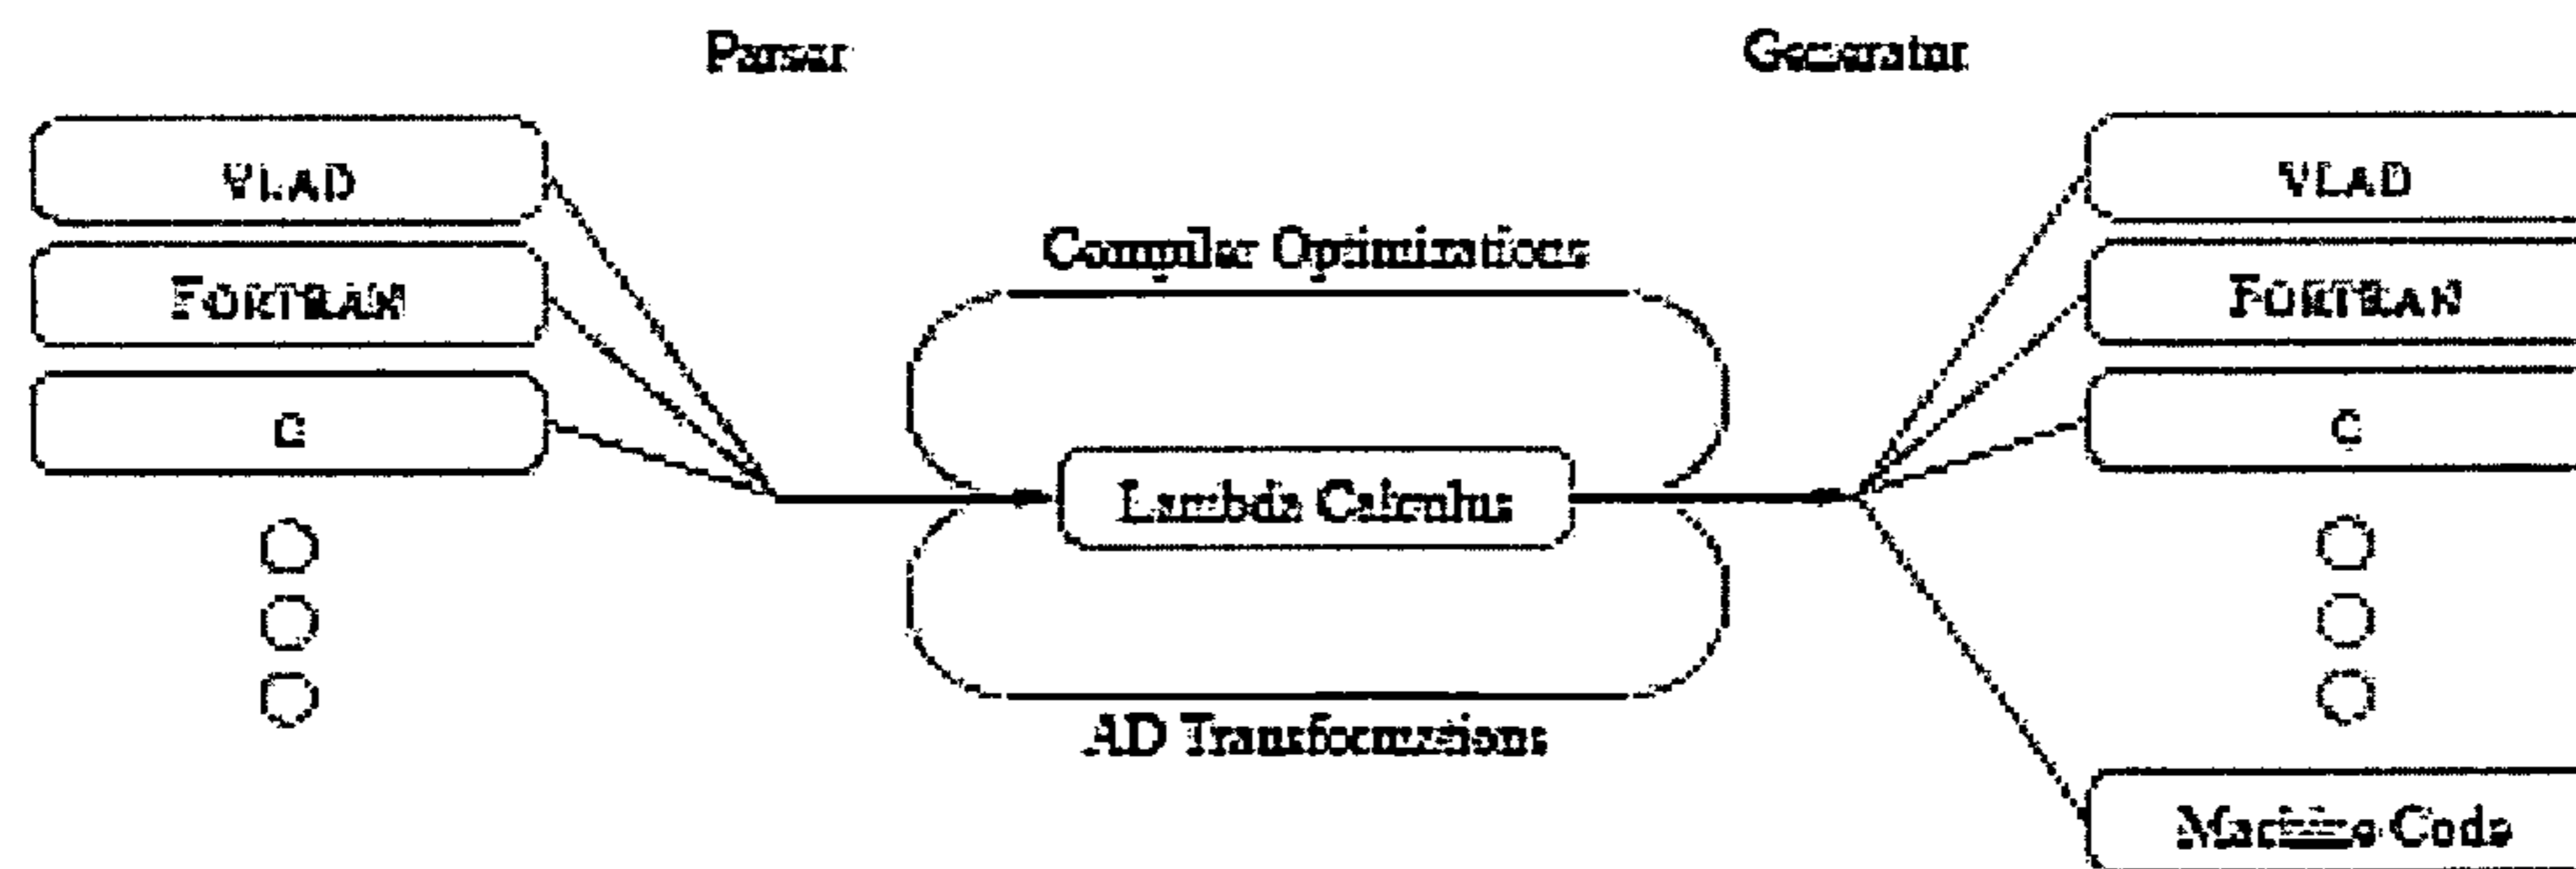 Parser
Generator
VLAD
FORTRAN
C
Compiler Optimizations
Lambda Calculus
AD Transformations
VLAD
FORTRAN
C
Machine Code